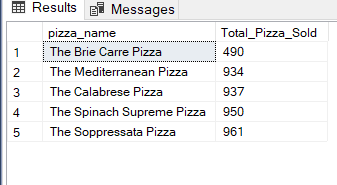 Results Messages
pizza_name Total_Pizza_Sold
1 The Brie Carre Pizza 490
2 The Mediterranean Pizza 934
3 The Calabrese Pizza 937
4 The Spinach Supreme Pizza 950
5 The Soppressata Pizza 961